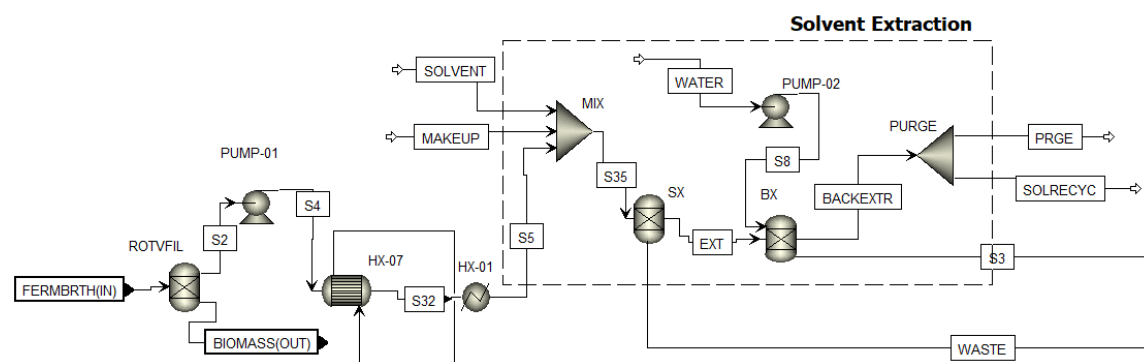 Solvent Extraction
SOLVENT
WATER
PUMP-02
MIX
MAKEUP
PURGE
PRGE
PUMP-01
S8
S35
BACKEXTR
SOLRECYC
S4
SX
BX
S2
S5
EXT
ROTVFIL
HX-07
HX-01
S3
FERMBRTH(IN)
S32
BIOMASS(OUT)
WASTE